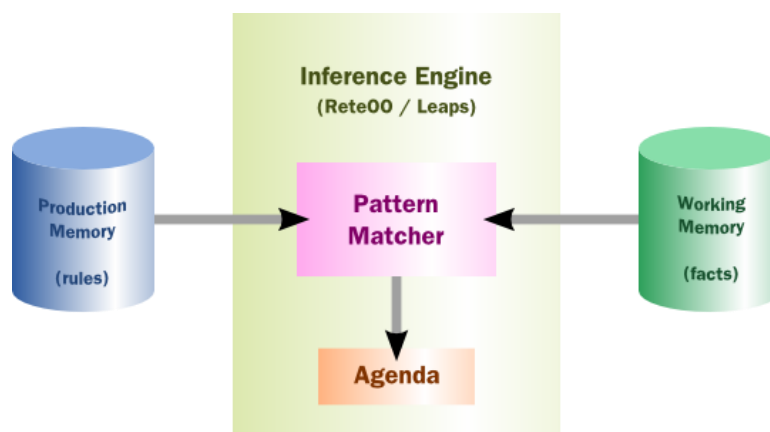 Inference Engine
(ReteOO / Leaps)
Production
Memory
(rules)
Pattern
Matcher
Working
Memory
(facts)
Agenda